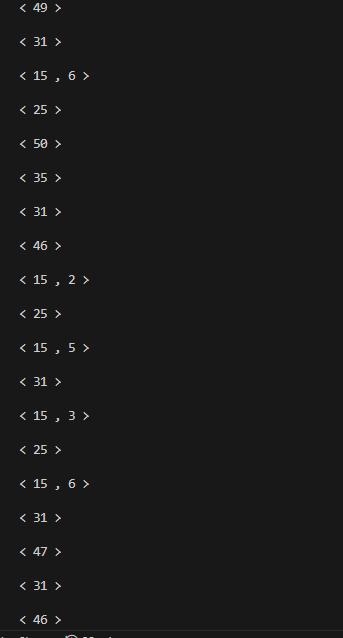 < 49 >
< 31 >
< 15 , 6 >
< 25 >
< 50 >
< 35 >
< 31 >
< 46 >
< 15 , 2 >
< 25 >
< 15 , 5 >
< 31 >
< 15 , 3 >
< 25 >
< 15 , 6 >
< 31 >
< 47 >
< 31 >
< 46 >